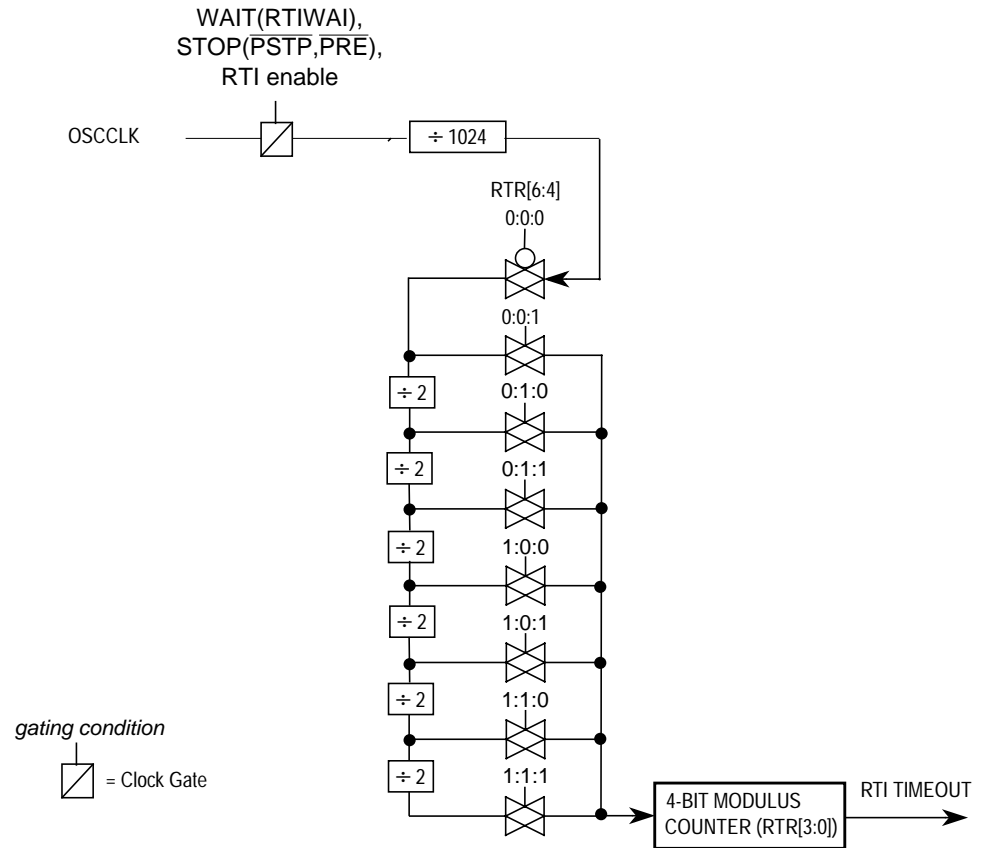 WAIT(RTIWAI),
STOP(PSTP,PRE),
RTI enable
OSCCLK
÷ 1024
RTR[6:4]
0:0:0
0:0:1
÷ 2
0:1:0
÷ 2
0:1:1
÷ 2
1:0:0
÷ 2
1:0:1
÷ 2
1:1:0
÷ 2
1:1:1
gating condition
= Clock Gate
4-BIT MODULUS
COUNTER (RTR[3:0])
RTI TIMEOUT